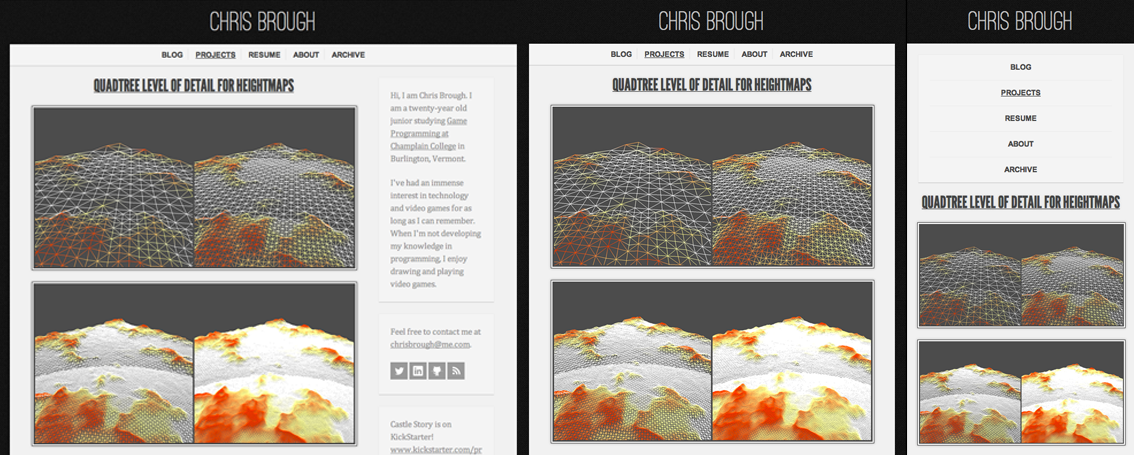 CHRIS BROUGH
BLOG PROJECTS RESUME ABOUT ARCHIVE
QUADTREE LEVEL OF DETAIL FOR HEIGHTMAPS
Hi, I am Chris Brough. I
am a twenty-year old
junior studying Game
Programming at
Champlain College in
Burlington, Vermont.
I've had an immense
interest in technology
and video games for as
long as I can remember.
When I'm not developing
my knowledge in
programming, I enjoy
drawing and playing
video games.
Feel free to contact me at
chrisbrough@me.com.
Castle Story is on
KickStarter!
www.kickstarter.com/pr
CHRIS BROUGH
BLOG PROJECTS RESUME ABOUT ARCHIVE
QUADTREE LEVEL OF DETAIL FOR HEIGHTMAPS
CHRIS BROUGH
BLOG
PROJECTS
RESUME
ABOUT
ARCHIVE
QUADTREE LEVEL OF DETAIL FOR HEIGHTMAPS